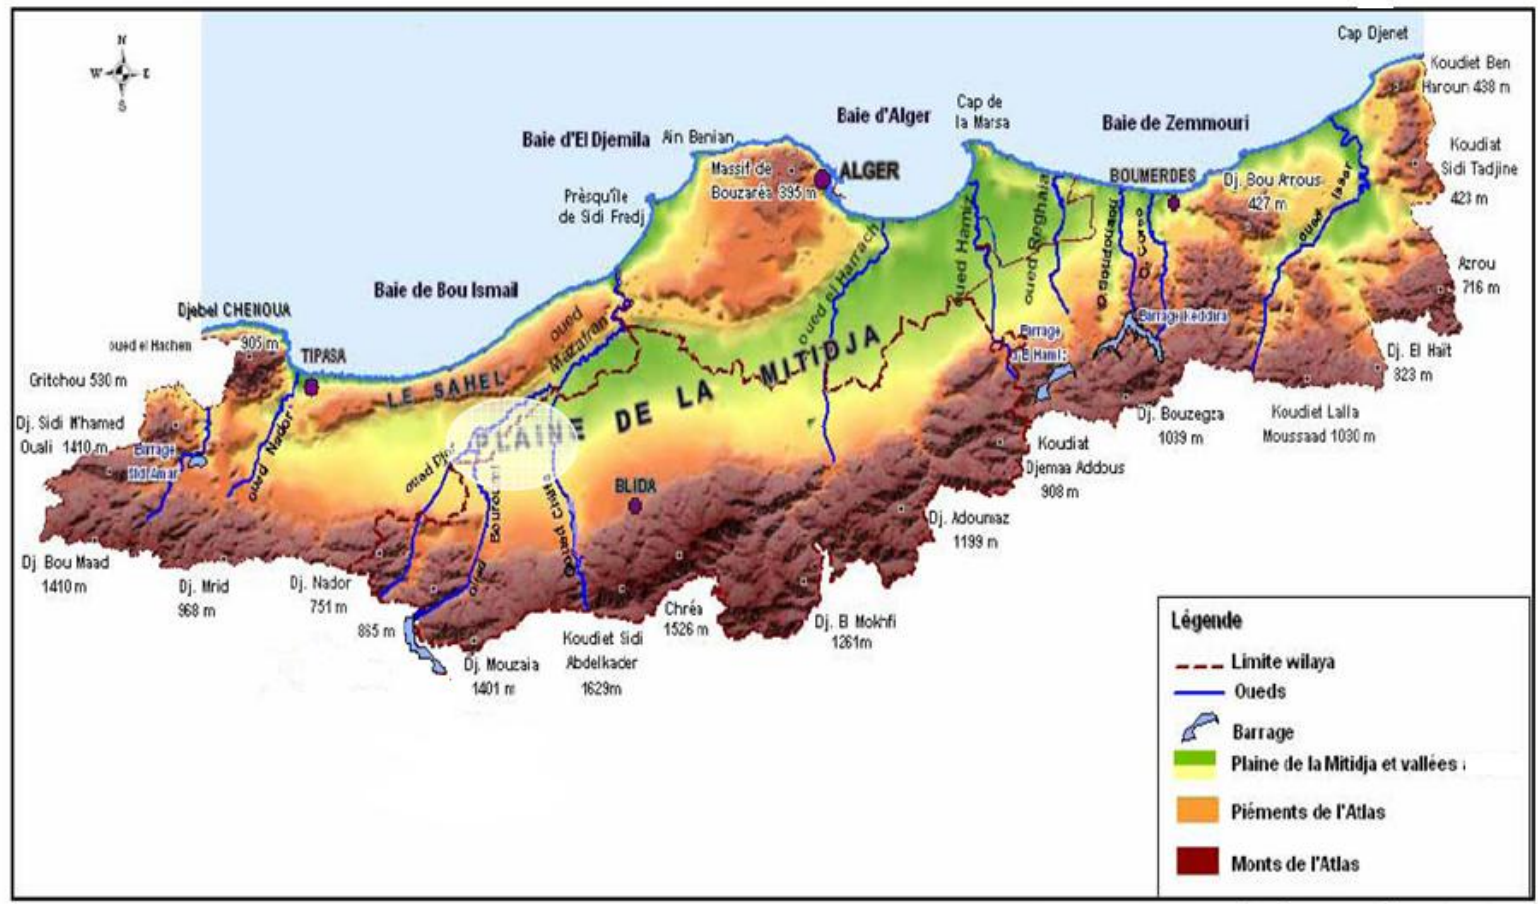 Cap Djenet
N
W E
S
Koudiet Ben
Haroun 438 m
Cap de
la Marsa
Baie d'Alger
Baie de Zemmouri
Baie d'El Djemila
Ain Benian
Koudiat
Sidi Tadjine
423 m
Massif de
Bouzaréa 395 m
ALGER
BOUMERDES
Dj. Bou Arrous
427 m
Prèsqu'île
de Sidi Fredj
oued Isser
oued Hamiz
oued Reghaia
oued el Harrach
Azrou
716 m
Baie de Bou Ismail
Djebel CHENOUA
905 m
oued el Hachen
oued
Mazafran
Barrage Keddara
Barrage
TIPASA
Dj. El Haït
823 m
Gritchou 530 m
LE SAHEL
PLAINE DE LA MITIDJA
Dj. Sidi M'hamed
Ouali 1410 m
Barrage
Sidi Amar
oued Nador
Dj. Bouzegza
1039 m
Koudiet Lalla
Moussaad 1030 m
Koudiat
Djemaa Addous
908 m
BLIDA
oued
Dj. Adoumaz
1199 m
Dj. Bou Maad
1410 m
Dj. Mrid
968 m
Dj. Nador
751 m
865 m
Dj. Mouzaia
1401 m
Koudiet Sidi
Abdelkader
1629m
Chréa
1526 m
Dj. B Mokhfi
1261m
Légende
Limite wilaya
Oueds
Barrage
Plaine de la Mitidja et vallées
Piéments de l'Atlas
Monts de l'Atlas